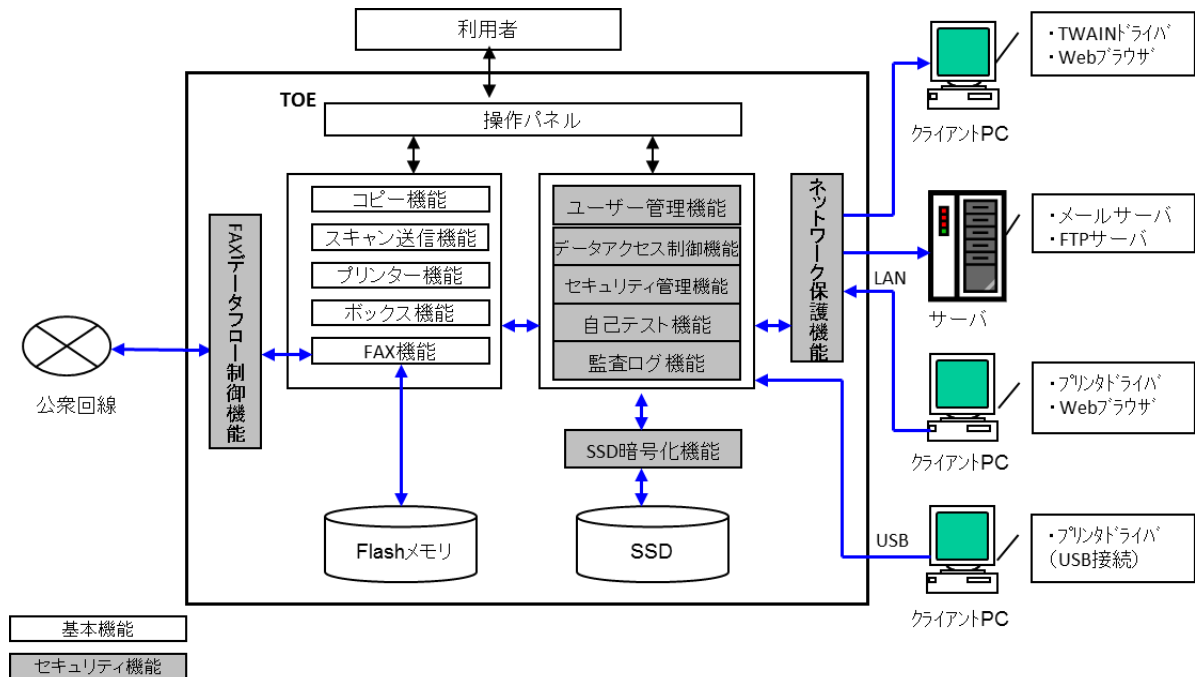 利用者
TOE
操作パネル
コピー機能
スキャン送信機能
プリンター機能
ボックス機能
FAX機能
ユーザー管理機能
データアクセス制御機能
セキュリティ管理機能
自己テスト機能
監査ログ機能
FAXデータフロー制御機能
ネットワーク保護機能
SSD暗号化機能
Flashメモリ
SSD
公衆回線
LAN
USB
・TWAINドライバ
・Webブラウザ
クライアントPC
・メールサーバ
・FTPサーバ
サーバ
・プリンタドライバ
・Webブラウザ
クライアントPC
・プリンタドライバ
(USB接続)
クライアントPC
基本機能
セキュリティ機能